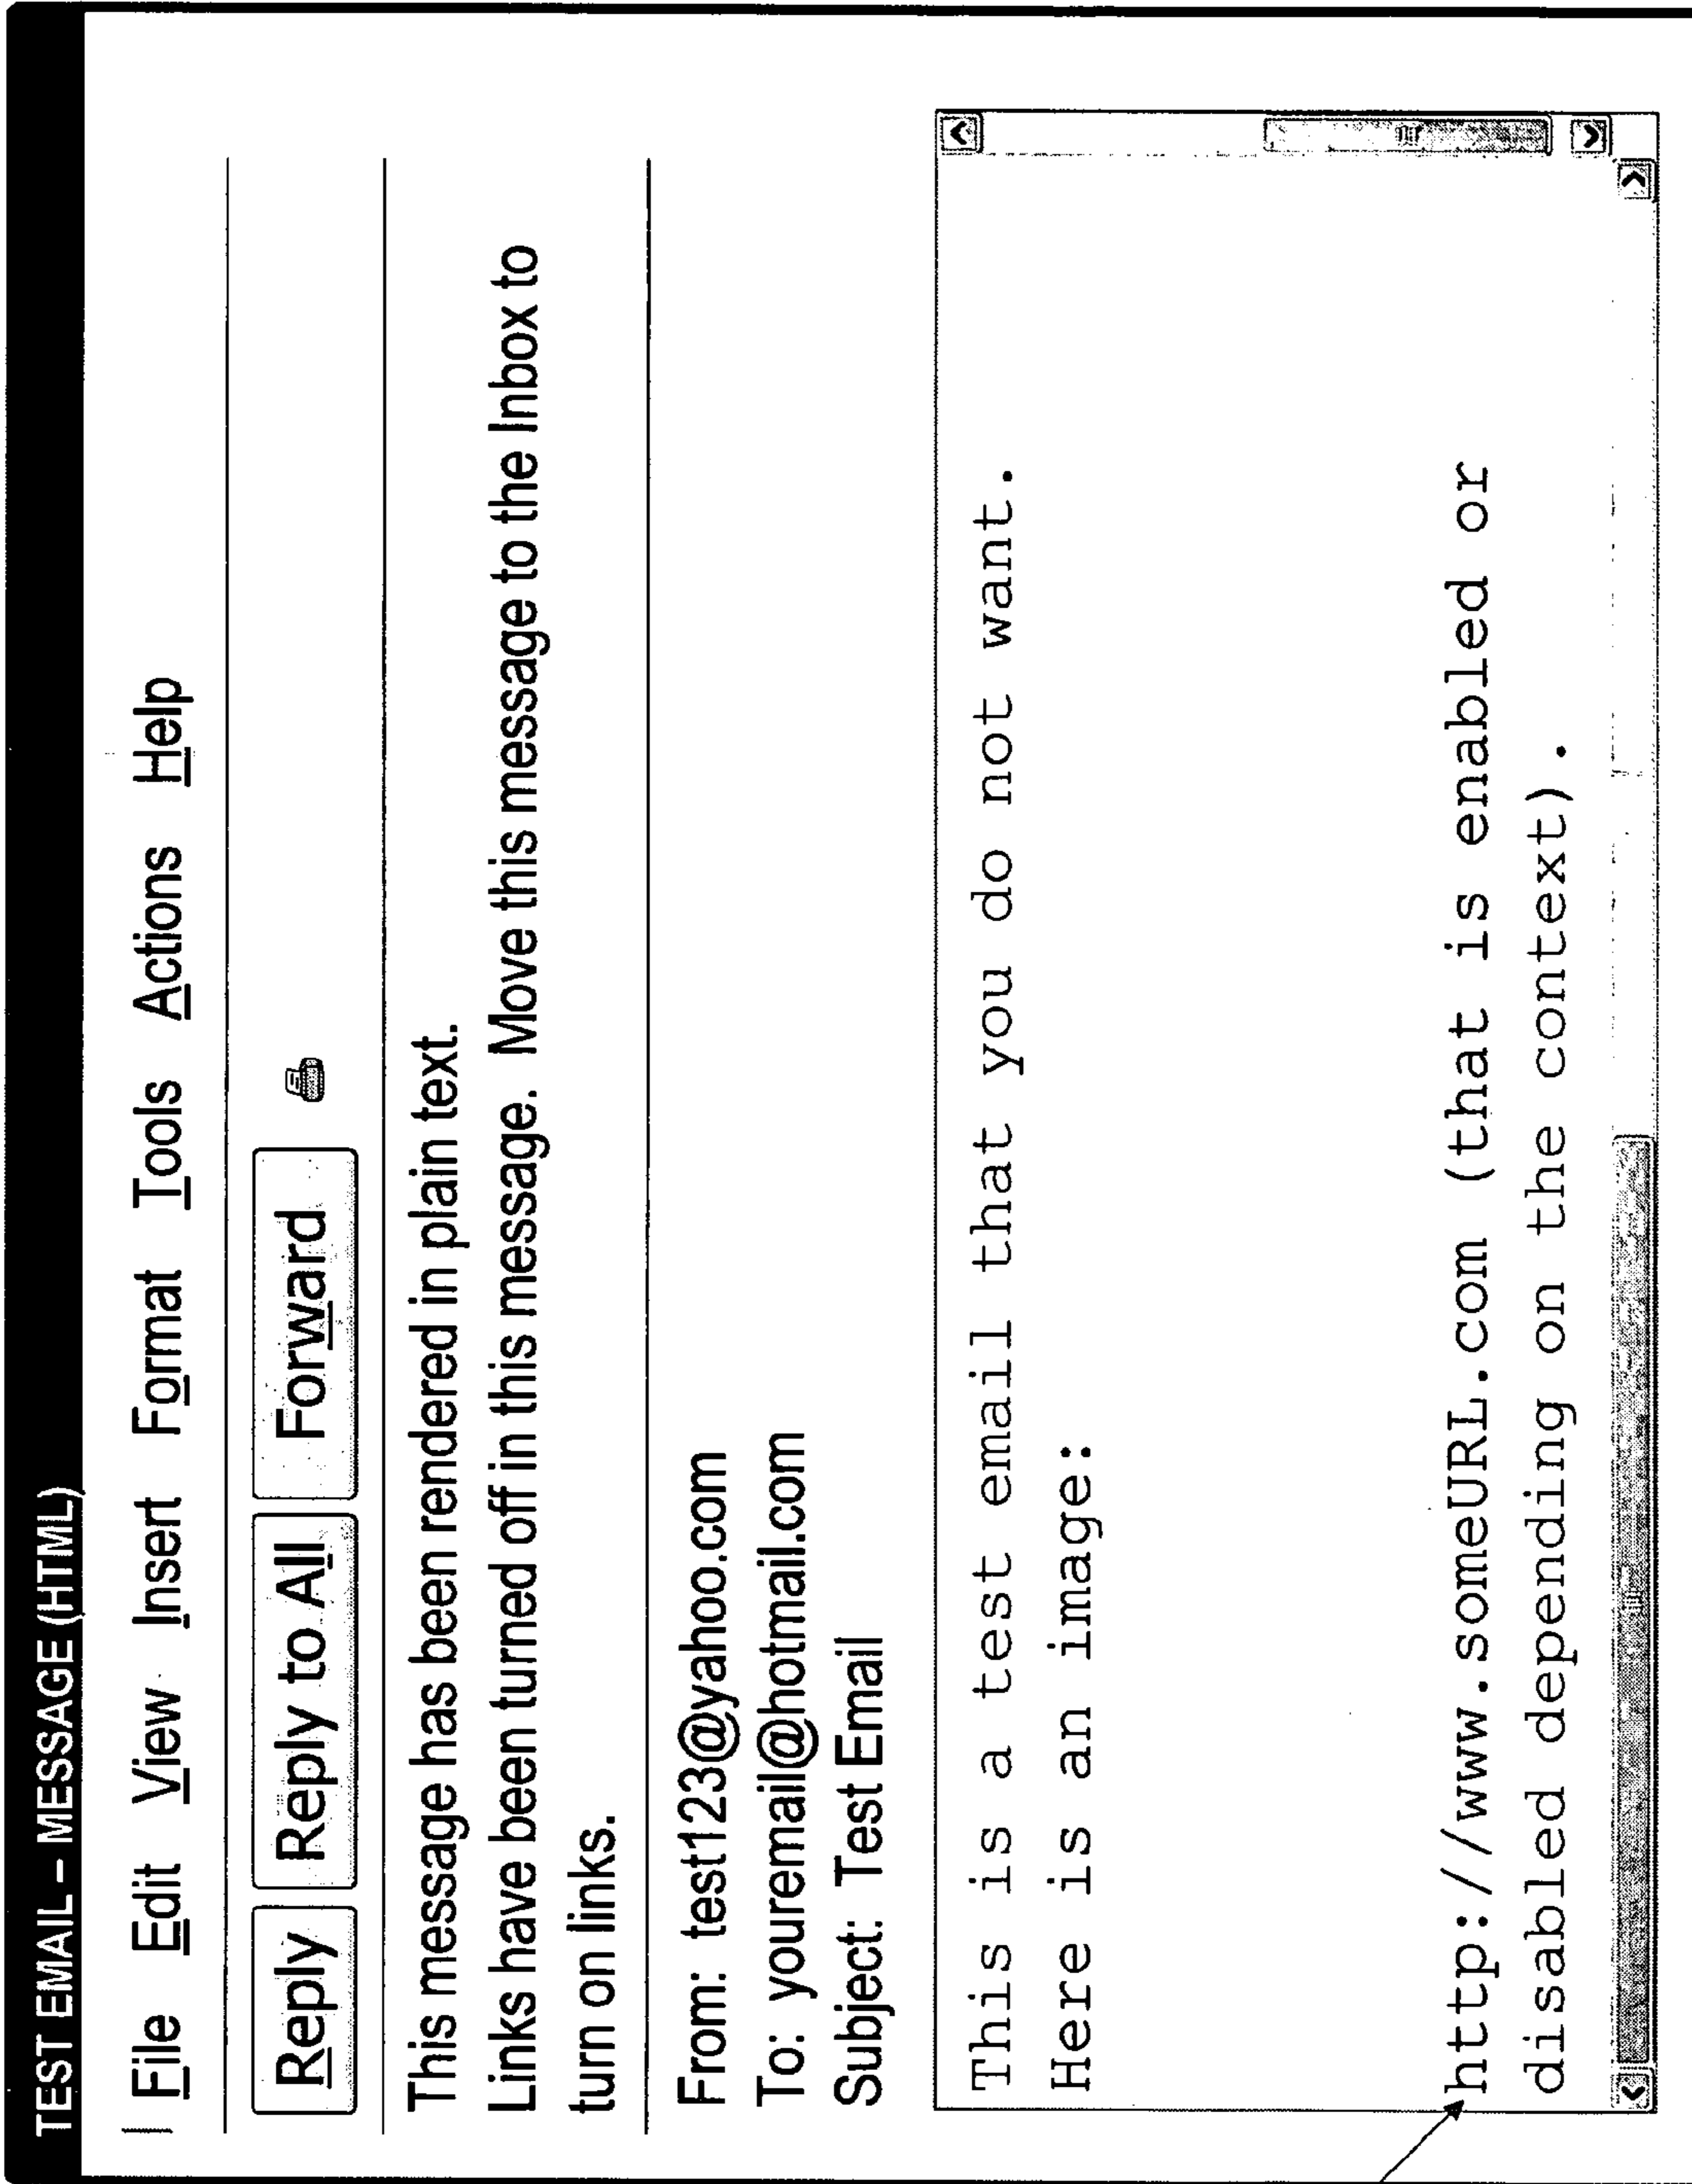 TEST EMAIL – MESSAGE (HTML)
File Edit View Insert Format Tools Actions Help
Reply Reply to All Forward
This message has been rendered in plain text.
Links have been turned off in this message. Move this message to the Inbox to
turn on links.
From: test123@yahoo.com
To: youremail@hotmail.com
Subject: Test Email
This is a test email that you do not want.
Here is an image:
http://www.someURL.com (that is enabled or
disabled depending on the context).